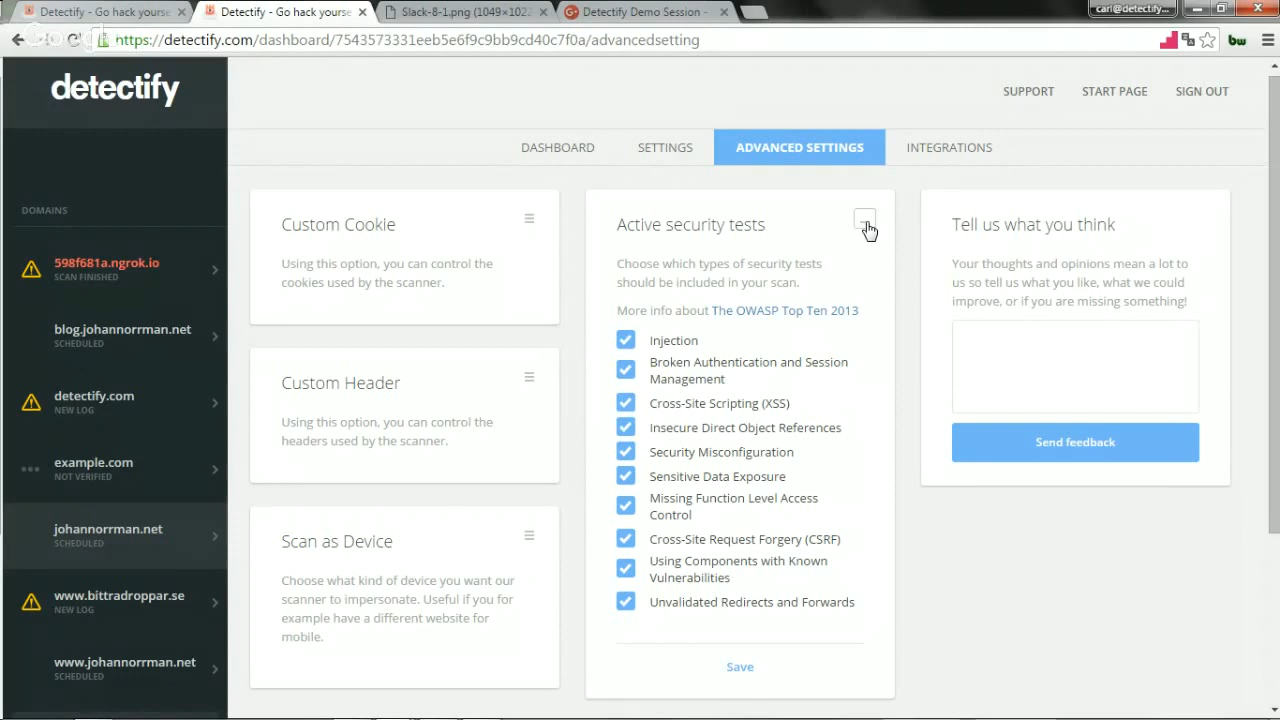 Detectify - Go hack yourse
Detectify - Go hack yourse
Slack-8-1.png (1049×1022
Detectify Demo Session -
carl@detectify...
https://detectify.com/dashboard/7543573331eeb5e6f9c9bb9cd40c7f0a/advancedsetting
bw
detectify
SUPPORT
START PAGE
SIGN OUT
DASHBOARD
SETTINGS
ADVANCED SETTINGS
INTEGRATIONS
DOMAINS
598f681a.ngrok.io
SCAN FINISHED
blog.johannorrman.net
SCHEDULED
detectify.com
NEW LOG
example.com
NOT VERIFIED
johannorrman.net
SCHEDULED
www.bittradroppar.se
NEW LOG
www.johannorrman.net
SCHEDULED
Custom Cookie
Using this option, you can control the
cookies used by the scanner.
Custom Header
Using this option, you can control the
headers used by the scanner.
Scan as Device
Choose what kind of device you want our
scanner to impersonate. Useful if you for
example have a different website for
mobile.
Active security tests
Choose which types of security tests
should be included in your scan.
More info about The OWASP Top Ten 2013
Injection
Broken Authentication and Session
Management
Cross-Site Scripting (XSS)
Insecure Direct Object References
Security Misconfiguration
Sensitive Data Exposure
Missing Function Level Access
Control
Cross-Site Request Forgery (CSRF)
Using Components with Known
Vulnerabilities
Unvalidated Redirects and Forwards
Save
Tell us what you think
Your thoughts and opinions mean a lot to
us so tell us what you like, what we could
improve, or if you are missing something!
Send feedback